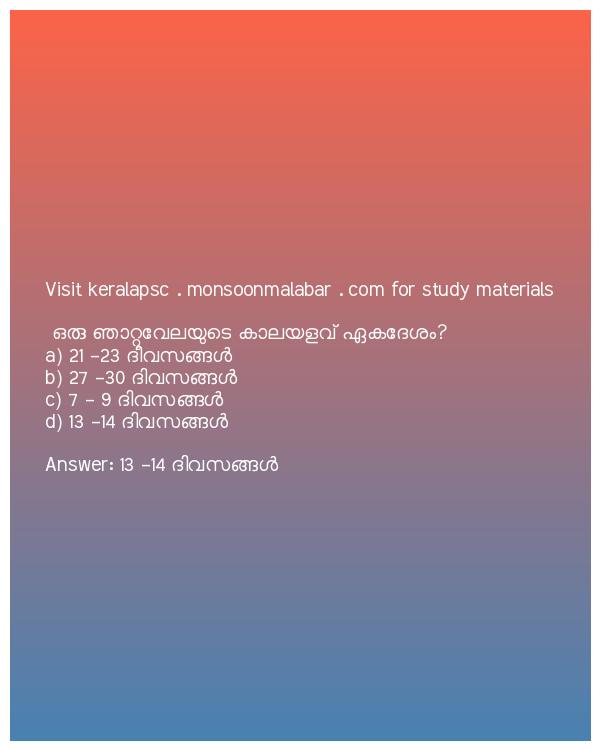 Visit keralapsc . monsoonmalabar . com for study materials
ഒരു ഞാറ്റുവേലയുടെ കാലയളവ് ഏകദേശം?
a) 21 -23 ദിവസങ്ങൾ
b) 27 -30 ദിവസങ്ങൾ
c) 7 - 9 ദിവസങ്ങൾ
d) 13 -14 ദിവസങ്ങൾ
Answer: 13 -14 ദിവസങ്ങൾ